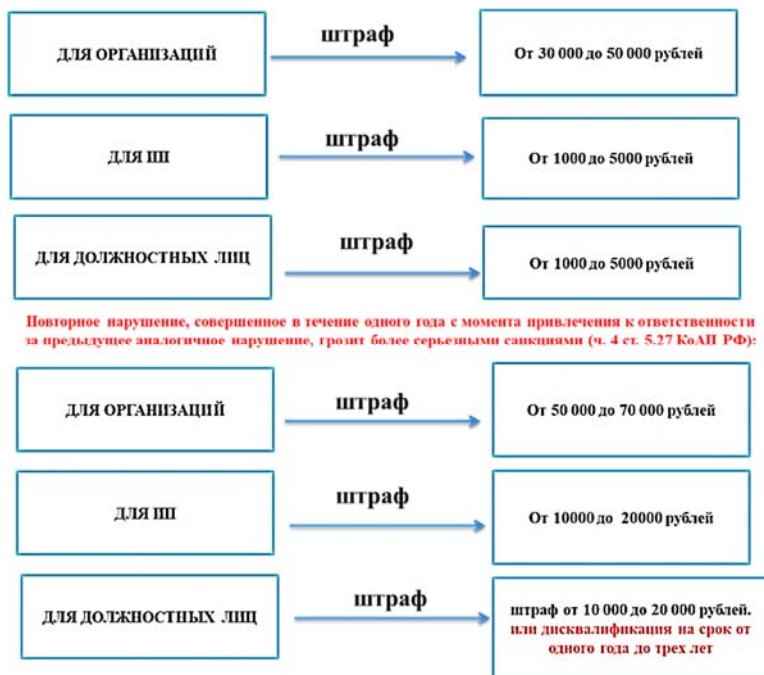 ДЛЯ ОРГАНИЗАЦИЙ
штраф
От 30 000 до 50 000 рублей
ДЛЯ ИП
штраф
От 1000 до 5000 рублей
ДЛЯ ДОЛЖНОСТНЫХ ЛИЦ
штраф
От 1000 до 5000 рублей
Повторное нарушение, совершенное в течение одного года с момента привлечения к ответственности
за предыдущее аналогичное нарушение, грозит более серьезными санкциями (ч. 4 ст. 5.27 КоАП РФ):
ДЛЯ ОРГАНИЗАЦИЙ
штраф
От 50 000 до 70 000 рублей
ДЛЯ ИП
штраф
От 10000 до 20000 рублей
ДЛЯ ДОЛЖНОСТНЫХ ЛИЦ
штраф
штраф от 10 000 до 20 000 рублей.
или дисквалификация на срок от
одного года до трех лет